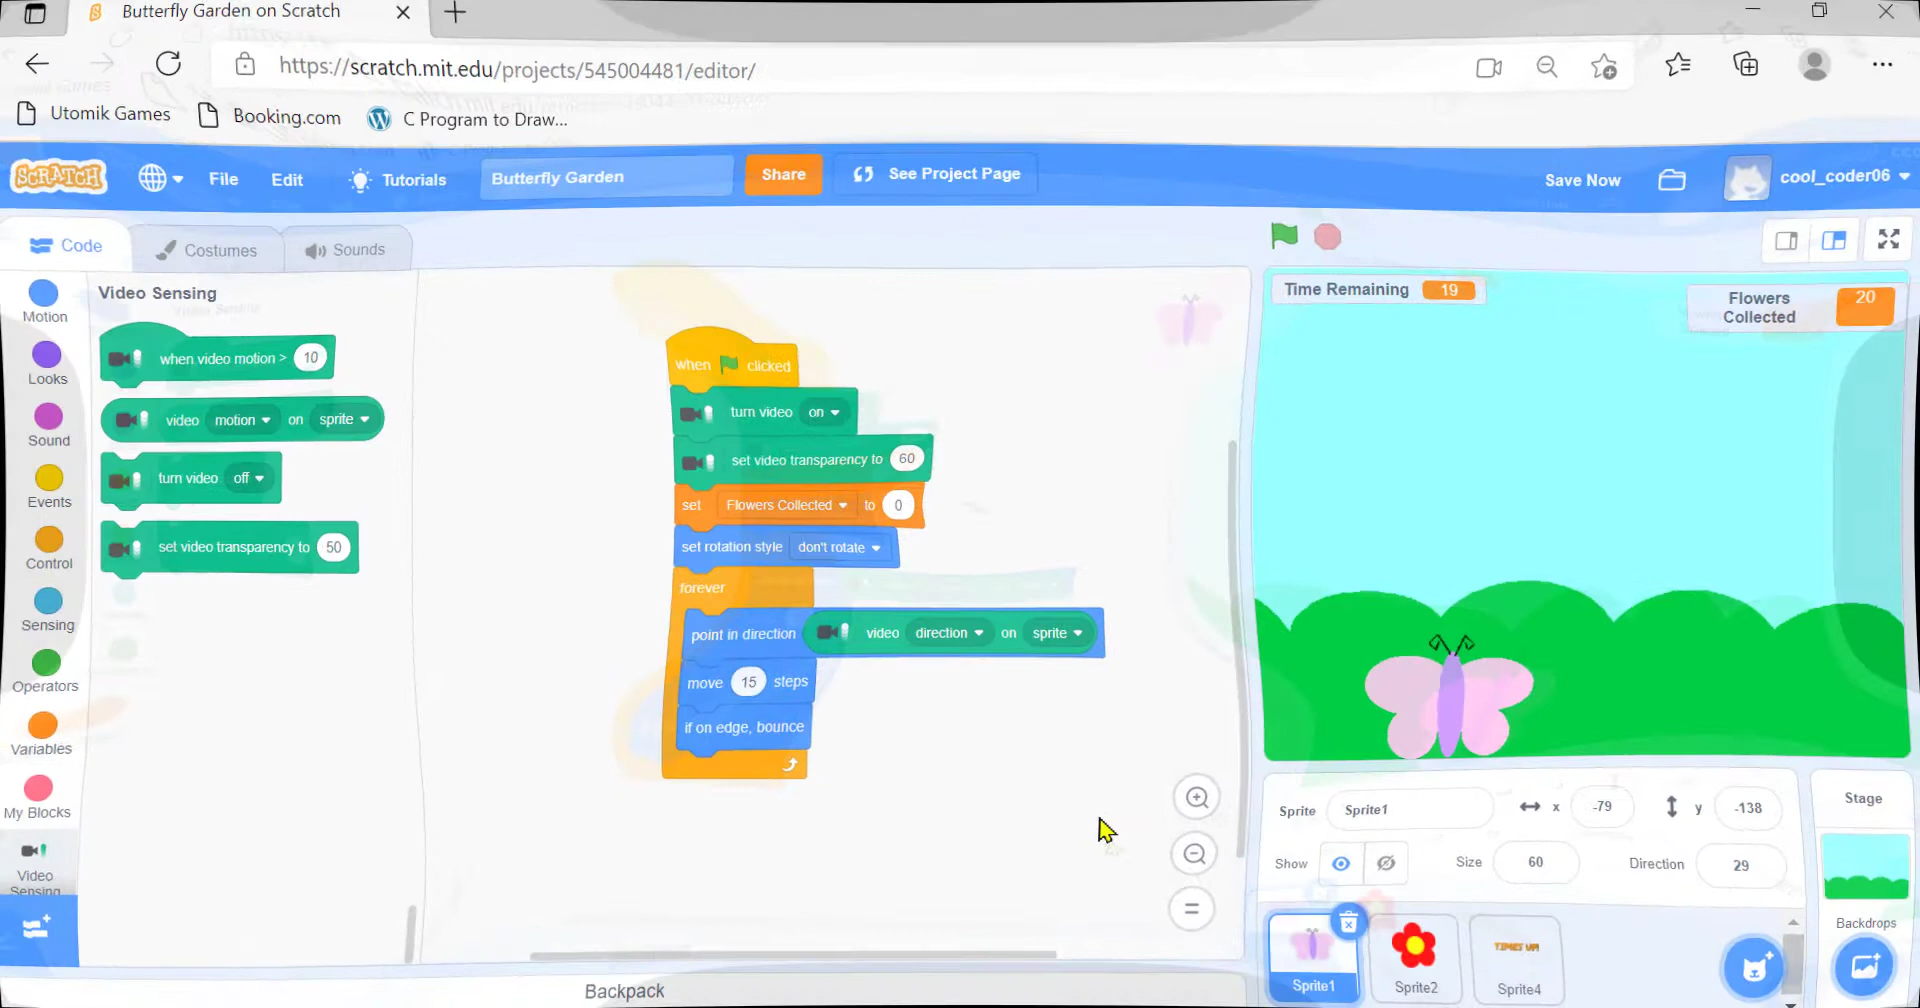 Butterfly Garden on Scratch
https://scratch.mit.edu/projects/545004481/editor/
Utomik Games
Booking.com
C Program to Draw...
SCRATCH
File
Edit
Tutorials
Butterfly Garden
Share
See Project Page
Save Now
cool_coder06
Code
Costumes
Sounds
Motion
Looks
Sound
Events
Control
Sensing
Operators
Variables
My Blocks
Video
Sensing
Video Sensing
when video motion > 10
video motion on sprite
turn video off
set video transparency to 50
when clicked
turn video on
set video transparency to 60
set Flowers Collected to 0
set rotation style don't rotate
forever
point in direction video direction on sprite
move 15 steps
if on edge, bounce
Backpack
Time Remaining 19
Flowers
Collected 20
Sprite Sprite1 x -79 y -138
Show Size 60 Direction 29
Sprite1
Sprite2
TIMES UP!
Sprite4
Stage
Backdrops